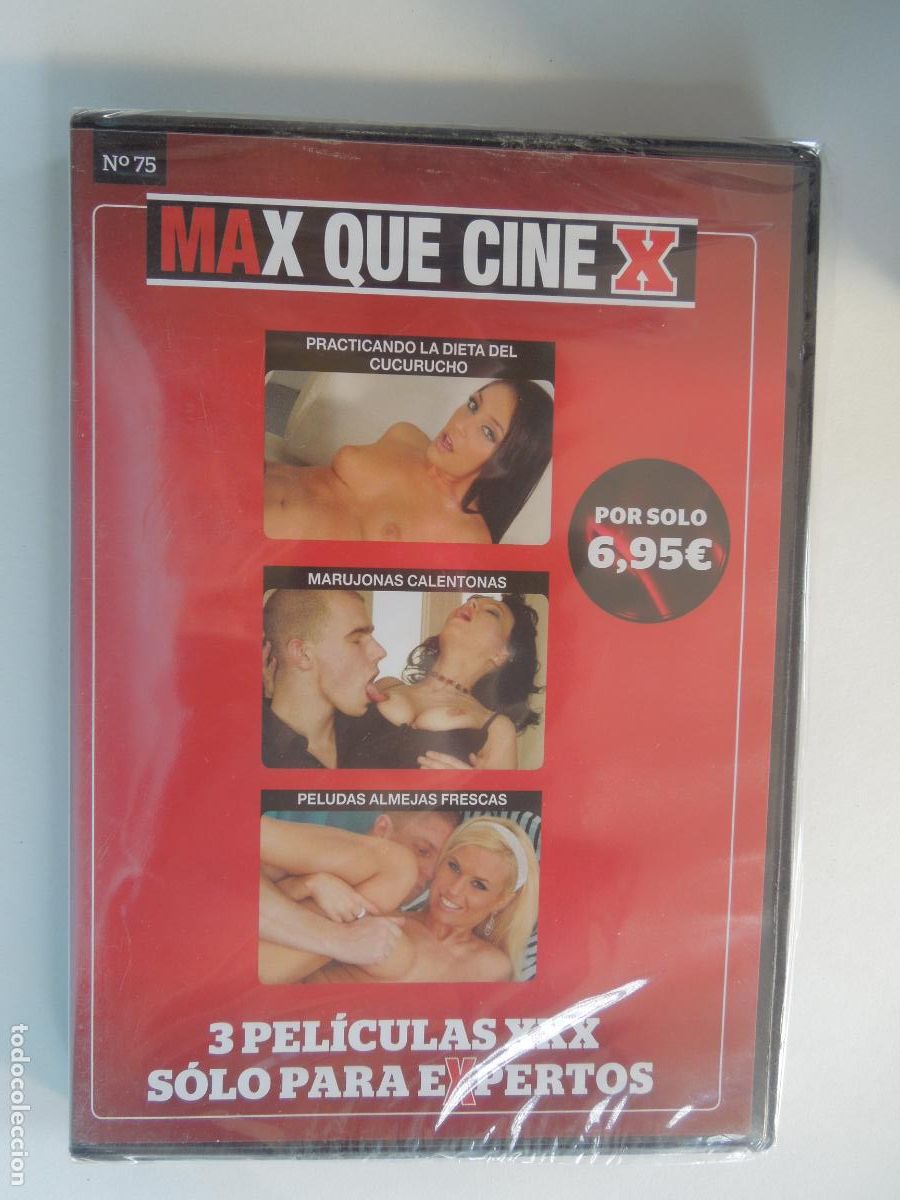 Nº 75
MAX QUE CINE X
PRACTICANDO LA DIETA DEL
CUCURUCHO
POR SOLO
6,95€
MARUJONAS CALENTONAS
PELUDAS ALMEJAS FRESCAS
3 PELÍCULAS XXX
SÓLO PARA EXPERTOS
todocoleccion